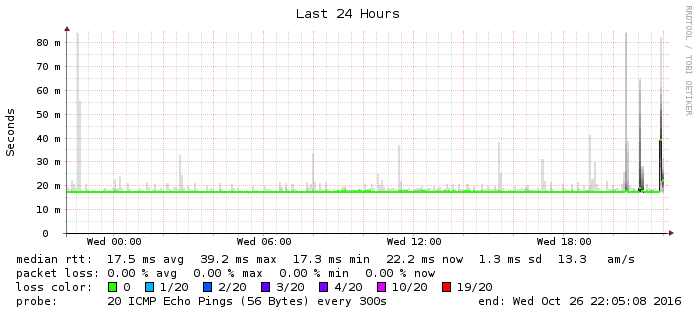 Last 24 Hours
RRDTOOL / TOBI OETIKER
Seconds
80 m
70 m
60 m
50 m
40 m
30 m
20 m
10 m
0
Wed 00:00 Wed 06:00 Wed 12:00 Wed 18:00
median rtt: 17.5 ms avg 39.2 ms max 17.3 ms min 22.2 ms now 1.3 ms sd 13.3 am/s
packet loss: 0.00 % avg 0.00 % max 0.00 % min 0.00 % now
loss color: 0 1/20 2/20 3/20 4/20 10/20 19/20
probe: 20 ICMP Echo Pings (56 Bytes) every 300s end: Wed Oct 26 22:05:08 2016